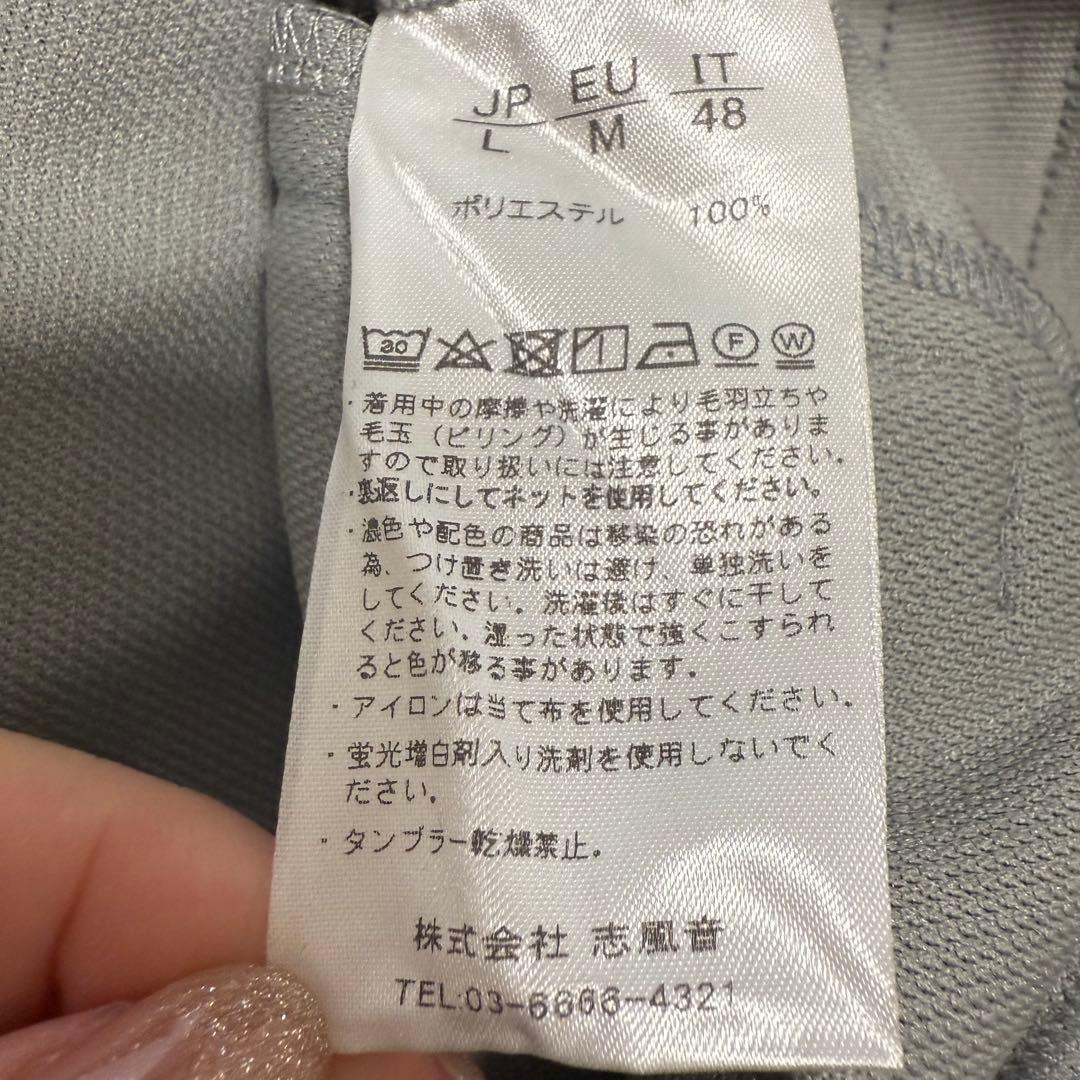 JP EU IT
L M 48
ポリエステル 100%
30 F W
・着用中の摩擦や洗濯により毛羽立ちや
毛玉（ピリング）が生じる事がありま
すので取り扱いには注意してください。
・裏返しにしてネットを使用してください。
・濃色や配色の商品は移染の恐れがある
為、つけ置き洗いは避け、単独洗いを
してください。洗濯後はすぐに干して
ください。湿った状態で強くこすられ
ると色が移る事があります。
・アイロンは当て布を使用してください。
・蛍光増白剤入り洗剤を使用しないでく
ださい。
・タンブラー乾燥禁止。
株式会社 志風音
TEL:03-6666-4321